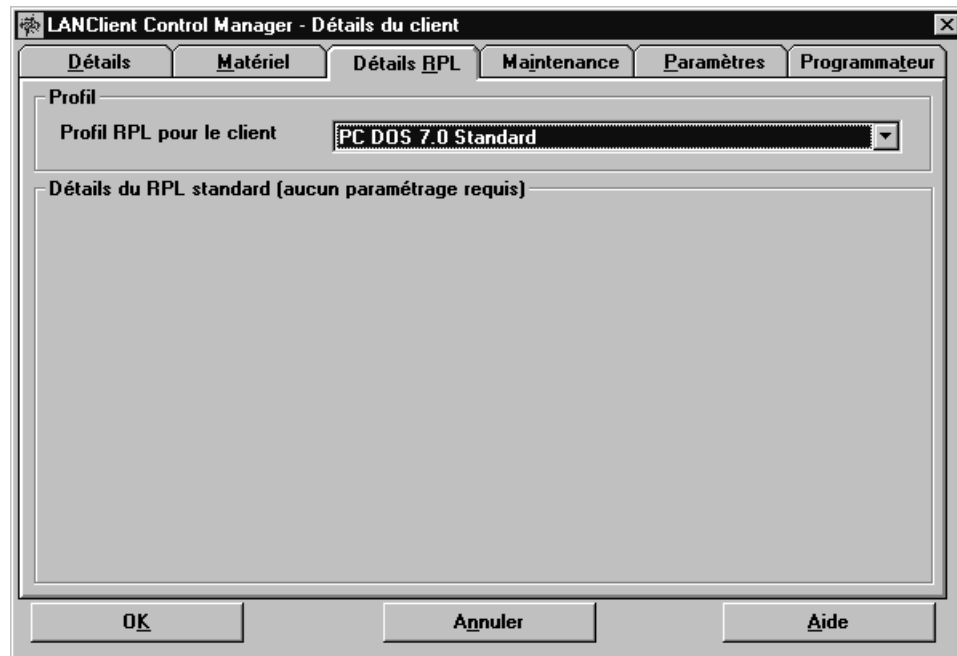 LANClient Control Manager - Détails du client
Détails Matériel Détails RPL Maintenance Paramètres Programmateur
Profil
Profil RPL pour le client PC DOS 7.0 Standard
Détails du RPL standard (aucun paramétrage requis)
OK Annuler Aide